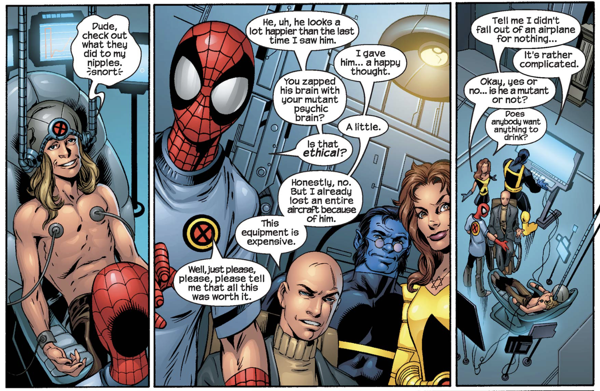 Dude,
check out
what they
did to my
nipples.
-snort-
He, uh, he looks a
lot happier than the last
time I saw him.
I gave
him... a happy
thought.
You zapped
his brain with
your mutant
psychic
brain?
A little.
Is that
ethical?
Honestly, no.
But I already
lost an entire
aircraft because
of him.
This
equipment is
expensive.
Well, just please,
please, please tell
me that all this
was worth it.
Tell me I didn't
fall out of an airplane
for nothing...
It's rather
complicated.
Okay, yes or
no... is he a mutant
or not?
Does
anybody want
anything to
drink?